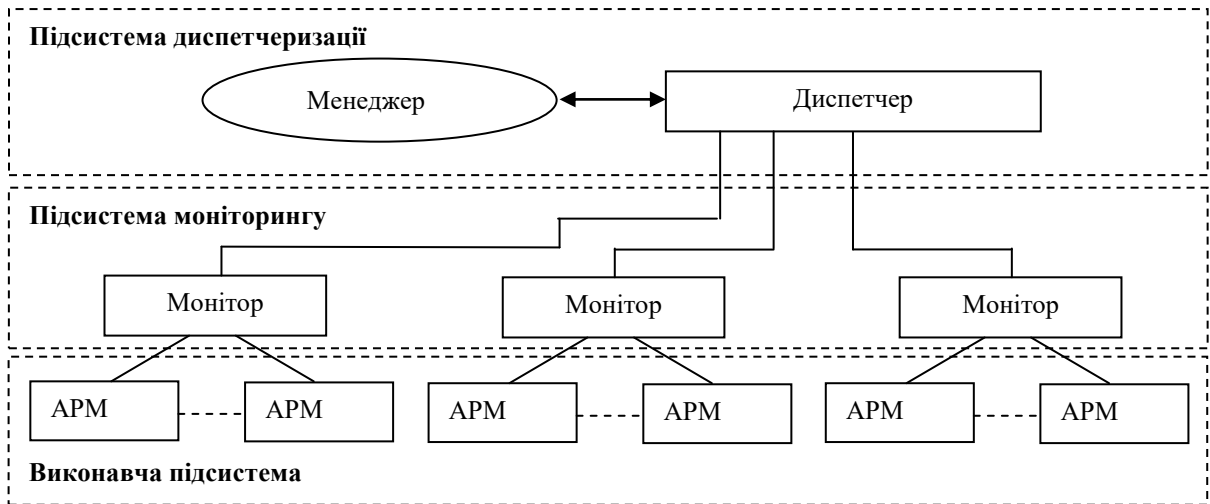 Підсистема диспетчеризації
Менеджер
Диспетчер
Підсистема моніторингу
Монітор
Монітор
Монітор
АРМ
АРМ
АРМ
АРМ
АРМ
АРМ
Виконавча підсистема